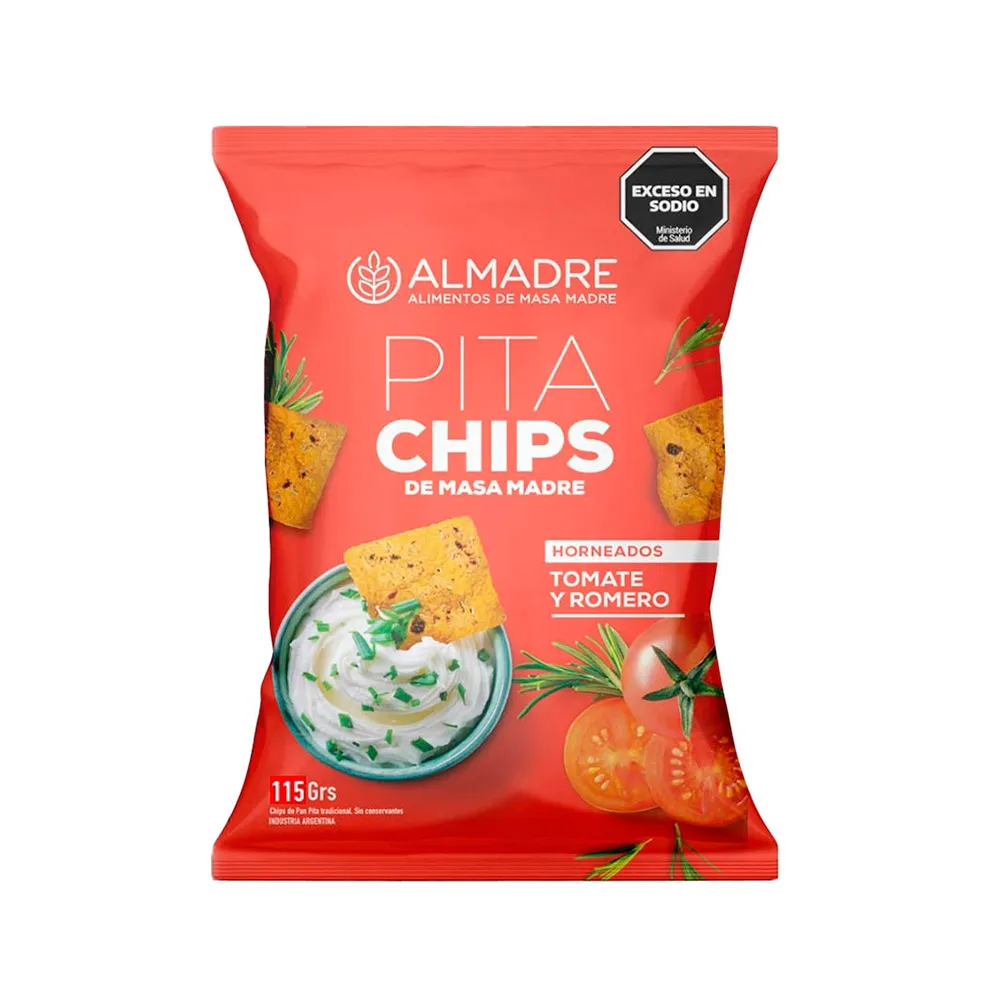 EXCESO EN
SODIO
Ministerio
de Salud
ALMADRE
ALIMENTOS DE MASA MADRE
PITA
CHIPS
DE MASA MADRE
HORNEADOS
TOMATE
Y ROMERO
115Grs
Chips de Pan Pita tradicional. Sin conservantes
INDUSTRIA ARGENTINA